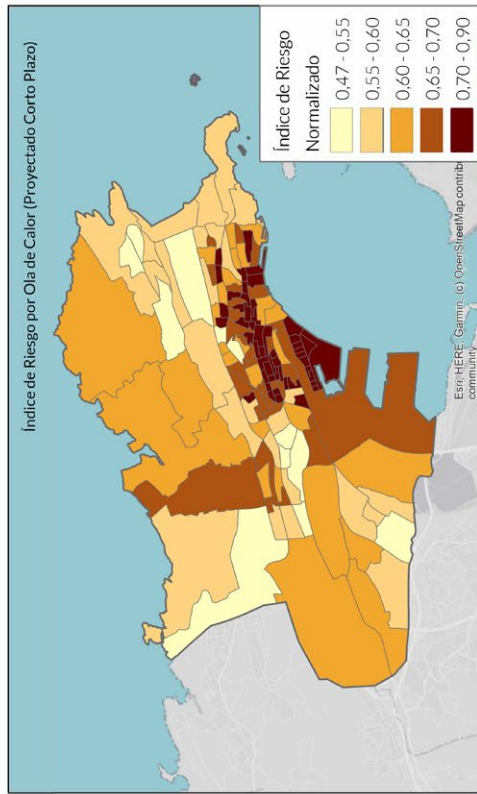 Índice de Riesgo por Ola de Calor (Proyectado Corto Plazo)
Índice de Riesgo
Normalizado
0,47 - 0,55
0,55 - 0,60
0,60 - 0,65
0,65 - 0,70
0,70 - 0,90
Esri, HERE, Garmin, (c) OpenStreetMap contrib
community